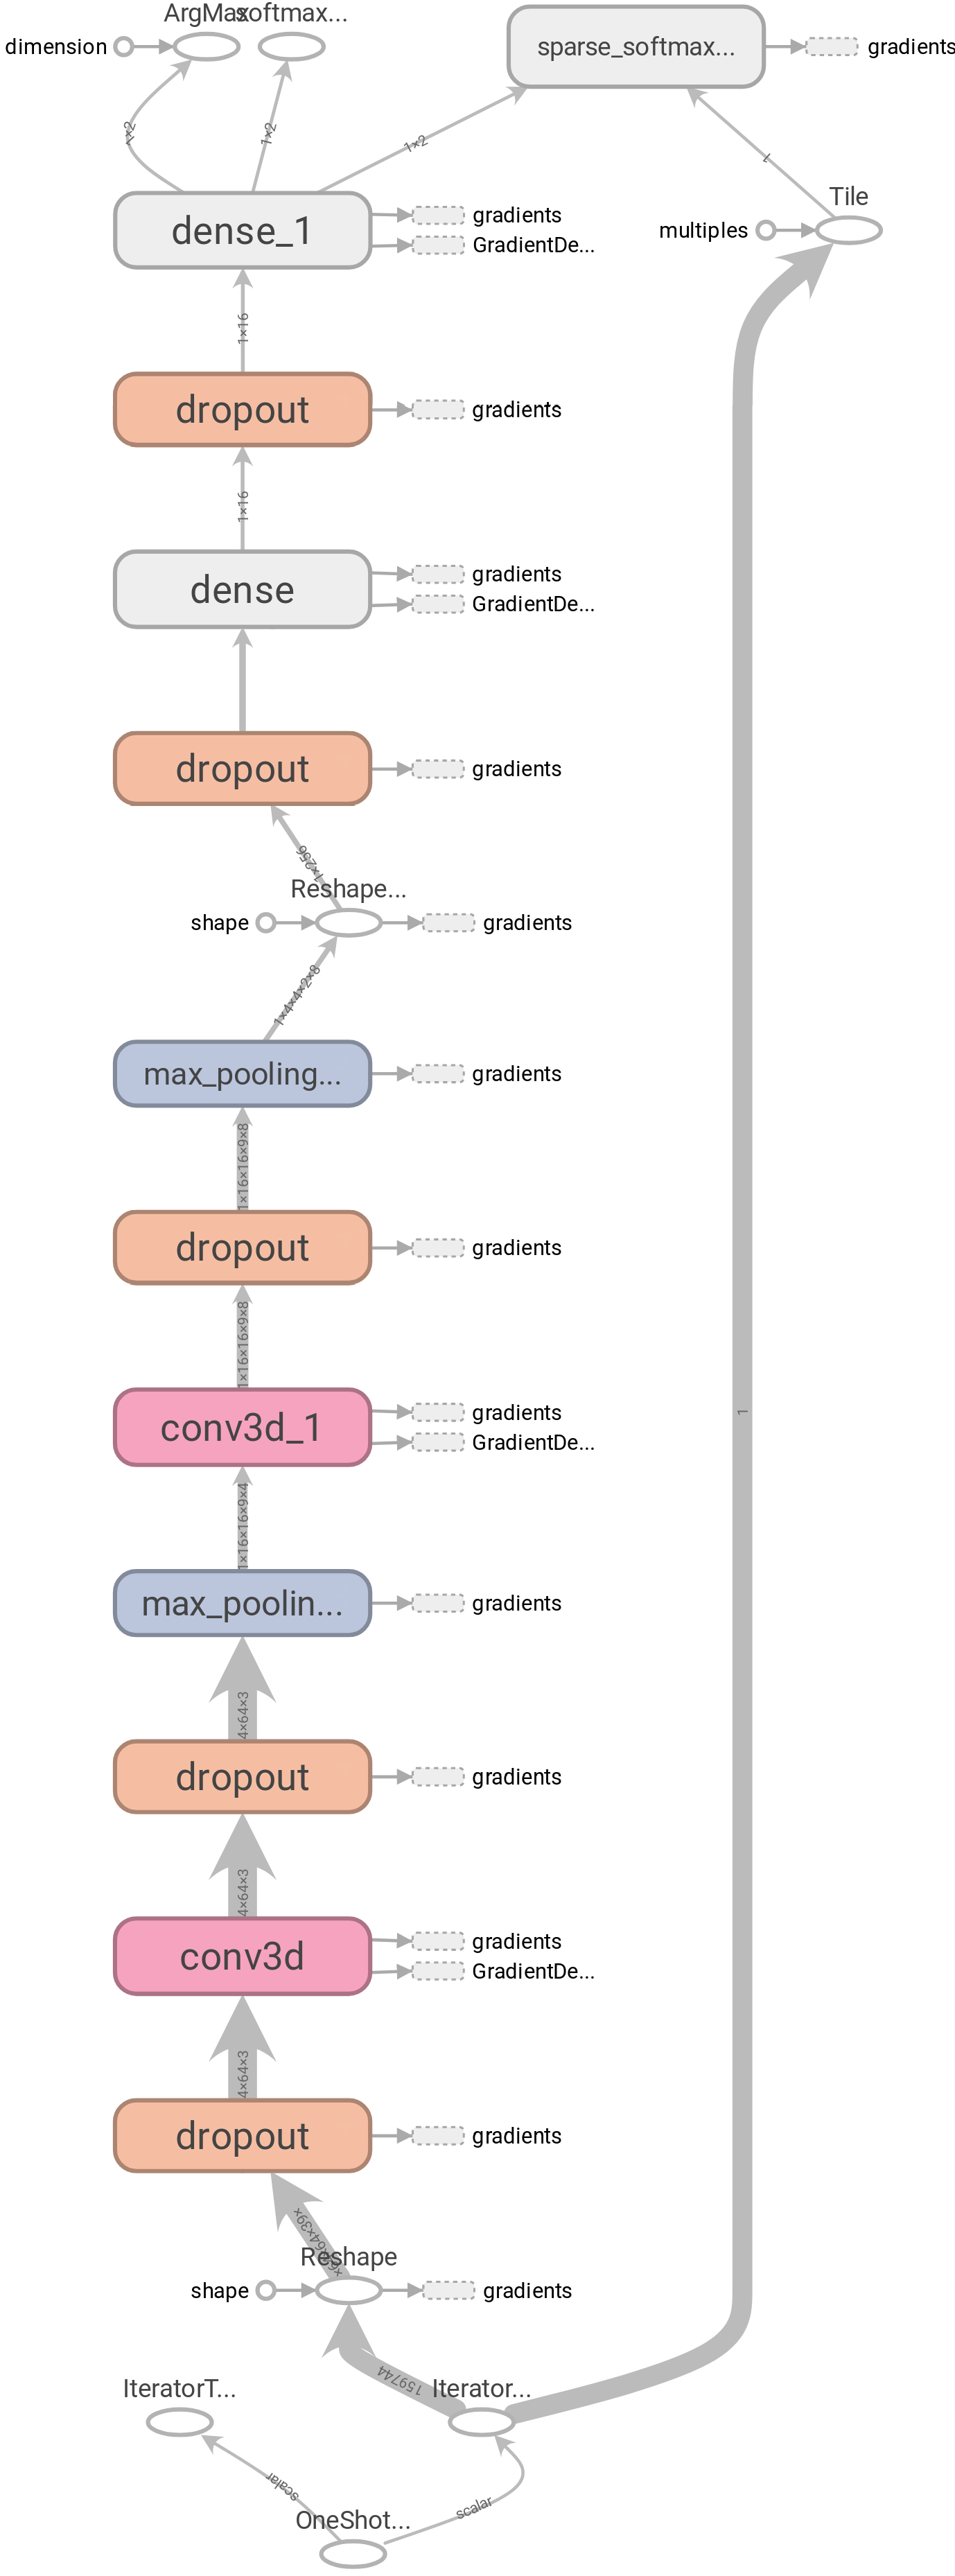 ArgMax
softmax...
dimension
sparse_softmax...
gradients
1×2
1×2
1×2
1
Tile
multiples
dense_1
gradients
GradientDe...
1×16
dropout
gradients
1×16
dense
gradients
GradientDe...
dropout
gradients
1×256
Reshape...
shape
gradients
1×4×4×2×8
max_pooling...
gradients
1×16×16×9×8
dropout
gradients
1×16×16×9×8
conv3d_1
gradients
GradientDe...
1
1×16×16×9×4
max_poolin...
gradients
4×64×3
dropout
gradients
4×64×3
conv3d
gradients
GradientDe...
4×64×3
dropout
gradients
Reshape
shape
gradients
159744
IteratorT...
Iterator...
scalar
scalar
OneShot...